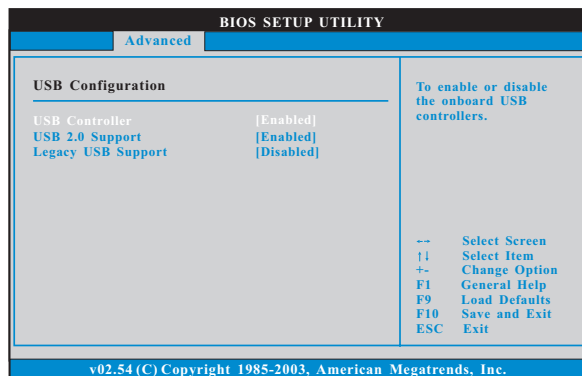 BIOS SETUP UTILITY
Advanced
USB Configuration
USB Controller [Enabled]
USB 2.0 Support [Enabled]
Legacy USB Support [Disabled]
To enable or disable
the onboard USB
controllers.
←→ Select Screen
↑↓ Select Item
+- Change Option
F1 General Help
F9 Load Defaults
F10 Save and Exit
ESC Exit
v02.54 (C) Copyright 1985-2003, American Megatrends, Inc.